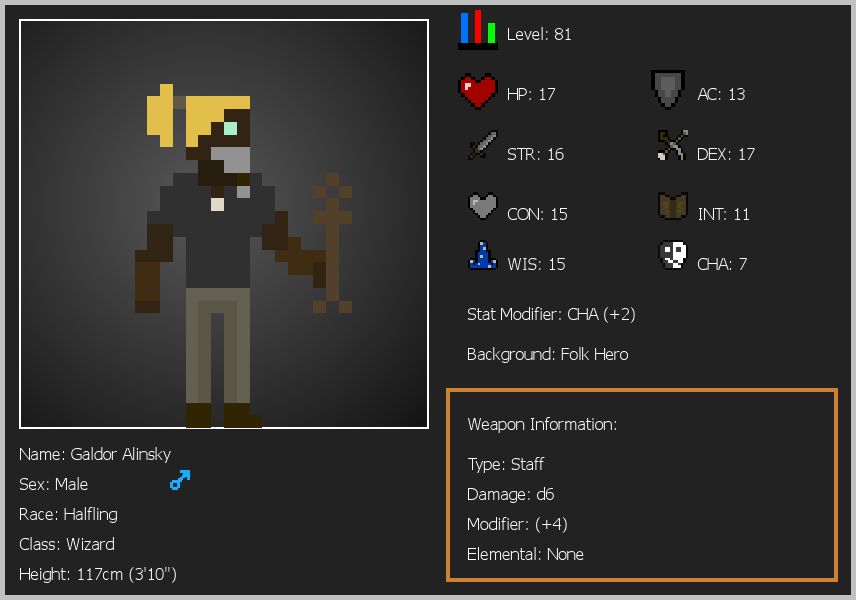 Level: 81
HP: 17
AC: 13
STR: 16
DEX: 17
CON: 15
INT: 11
WIS: 15
CHA: 7
Stat Modifier: CHA (+2)
Background: Folk Hero
Weapon Information:
Type: Staff
Damage: d6
Modifier: (+4)
Elemental: None
Name: Galdor Alinsky
Sex: Male
Race: Halfling
Class: Wizard
Height: 117cm (3'10")